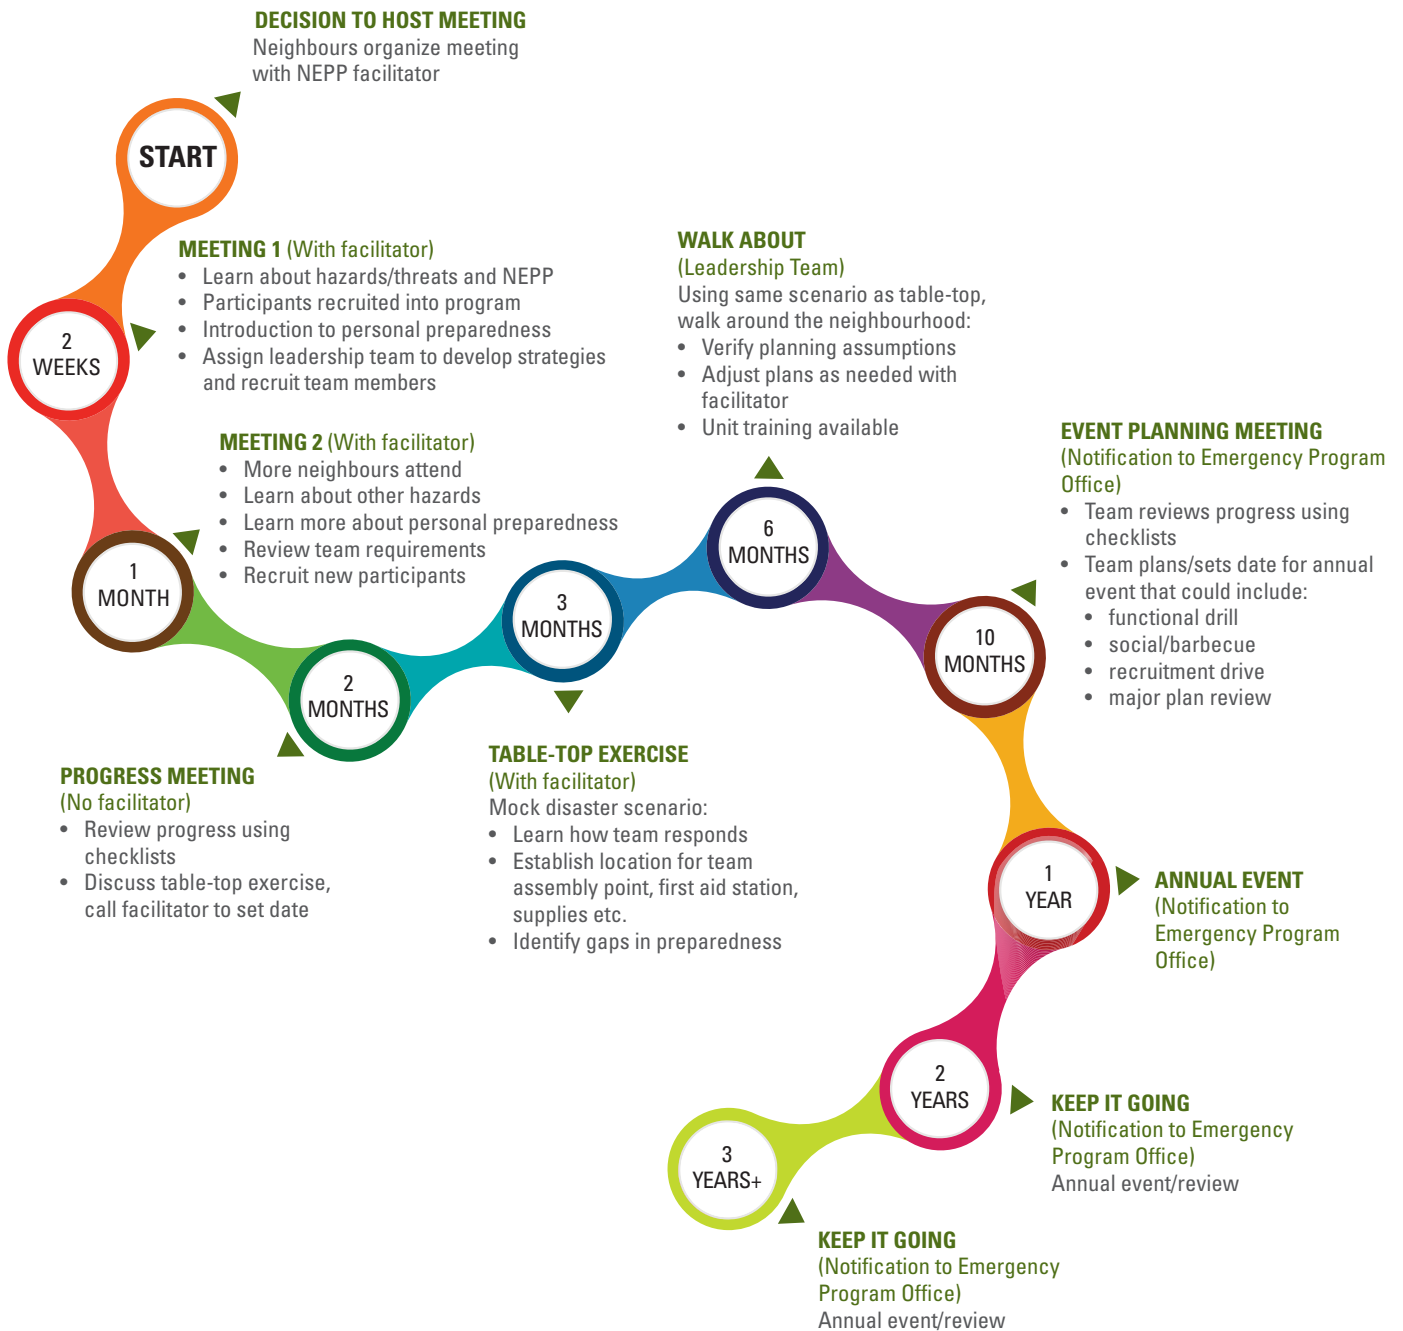 DECISION TO HOST MEETING
Neighbours organize meeting
with NEPP facilitator
START
MEETING 1 (With facilitator)
• Learn about hazards/threats and NEPP
• Participants recruited into program
• Introduction to personal preparedness
• Assign leadership team to develop strategies
and recruit team members
2
WEEKS
MEETING 2 (With facilitator)
• More neighbours attend
• Learn about other hazards
• Learn more about personal preparedness
• Review team requirements
• Recruit new participants
1
MONTH
2
MONTHS
PROGRESS MEETING
(No facilitator)
• Review progress using
checklists
• Discuss table-top exercise,
call facilitator to set date
3
MONTHS
TABLE-TOP EXERCISE
(With facilitator)
Mock disaster scenario:
• Learn how team responds
• Establish location for team
assembly point, first aid station,
supplies etc.
• Identify gaps in preparedness
WALK ABOUT
(Leadership Team)
Using same scenario as table-top,
walk around the neighbourhood:
• Verify planning assumptions
• Adjust plans as needed with
facilitator
• Unit training available
6
MONTHS
EVENT PLANNING MEETING
(Notification to Emergency Program
Office)
• Team reviews progress using
checklists
• Team plans/sets date for annual
event that could include:
• functional drill
• social/barbecue
• recruitment drive
• major plan review
10
MONTHS
1
YEAR
ANNUAL EVENT
(Notification to
Emergency Program
Office)
2
YEARS
KEEP IT GOING
(Notification to Emergency
Program Office)
Annual event/review
3
YEARS+
KEEP IT GOING
(Notification to Emergency
Program Office)
Annual event/review